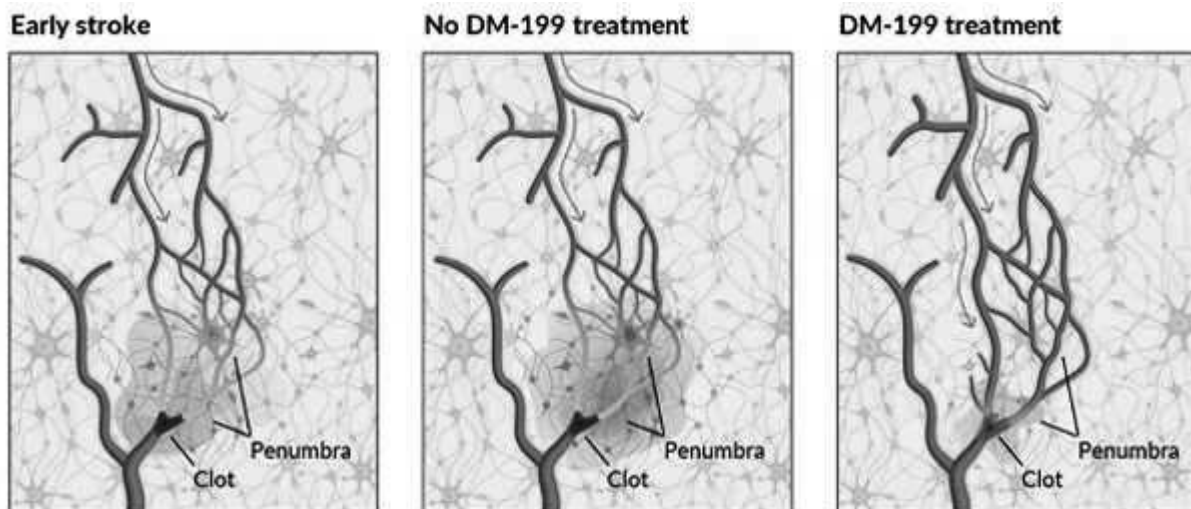 Early stroke
No DM-199 treatment
DM-199 treatment
Penumbra
Clot
Penumbra
Clot
Penumbra
Clot